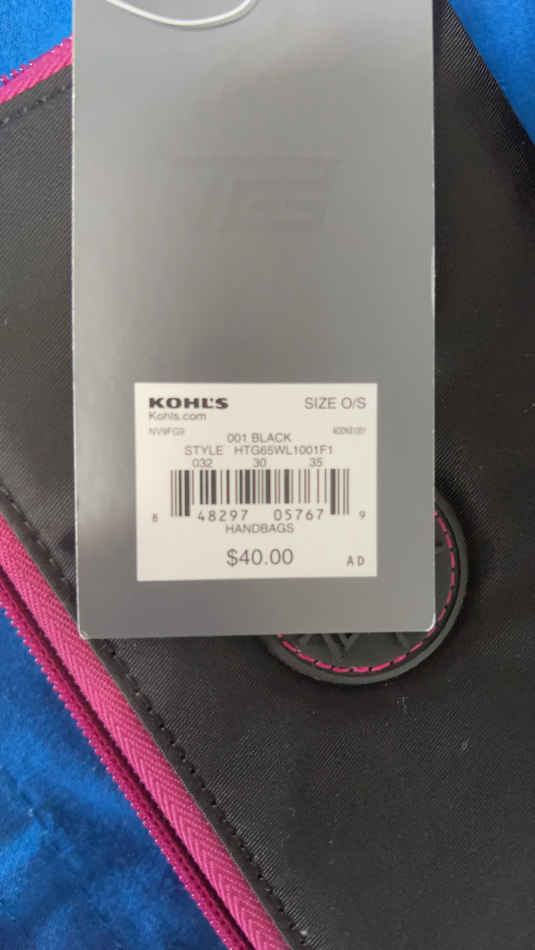 KOHL'S SIZE O/S
Kohls.com
NV9FG9
001 BLACK
STYLE HTG65WL1001F1
032 30 35
8 48297 05767 9
HANDBAGS
$40.00 AD